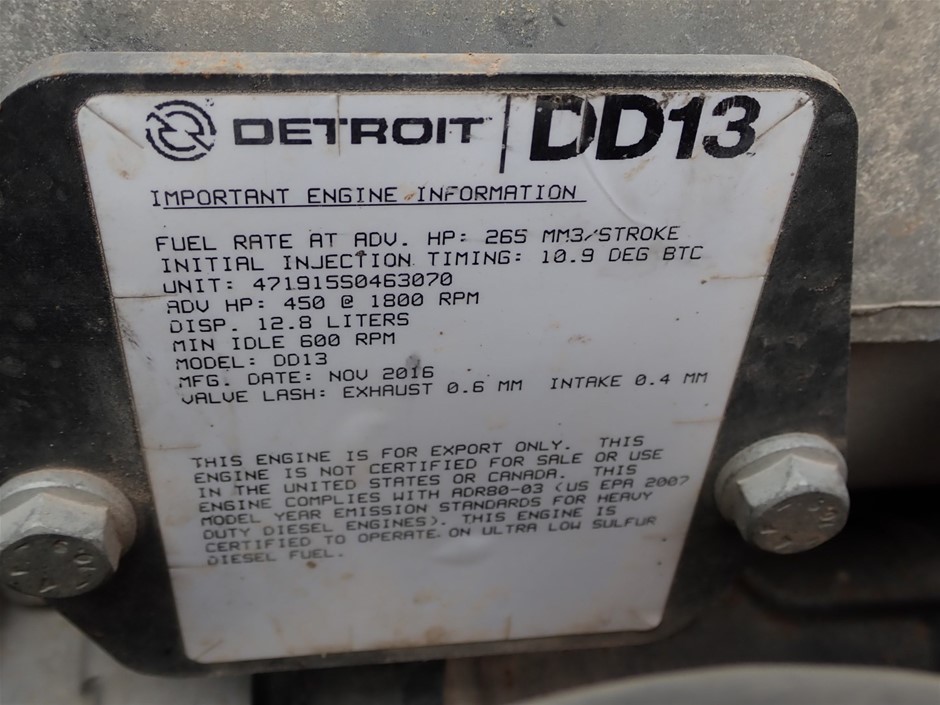 DETROIT DD13
IMPORTANT ENGINE INFORMATION
FUEL RATE AT ADV. HP: 265 MM3/STROKE
INITIAL INJECTION TIMING: 10.9 DEG BTC
UNIT: 471915S0463070
ADV HP: 450 @ 1800 RPM
DISP. 12.8 LITERS
MIN IDLE 600 RPM
MODEL: DD13
MFG. DATE: NOV 2016
VALVE LASH: EXHAUST 0.6 MM INTAKE 0.4 MM
THIS ENGINE IS FOR EXPORT ONLY. THIS
ENGINE IS NOT CERTIFIED FOR SALE OR USE
IN THE UNITED STATES OR CANADA. THIS
ENGINE COMPLIES WITH ADR80-03 (US EPA 2007
MODEL YEAR EMISSION STANDARDS FOR HEAVY
DUTY DIESEL ENGINES). THIS ENGINE IS
CERTIFIED TO OPERATE ON ULTRA LOW SULFUR
DIESEL FUEL.